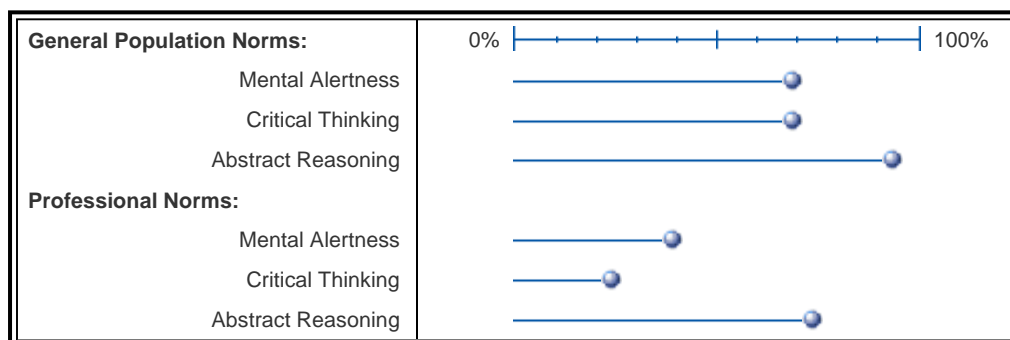 General Population Norms: 0% 100%
Mental Alertness
Critical Thinking
Abstract Reasoning
Professional Norms:
Mental Alertness
Critical Thinking
Abstract Reasoning